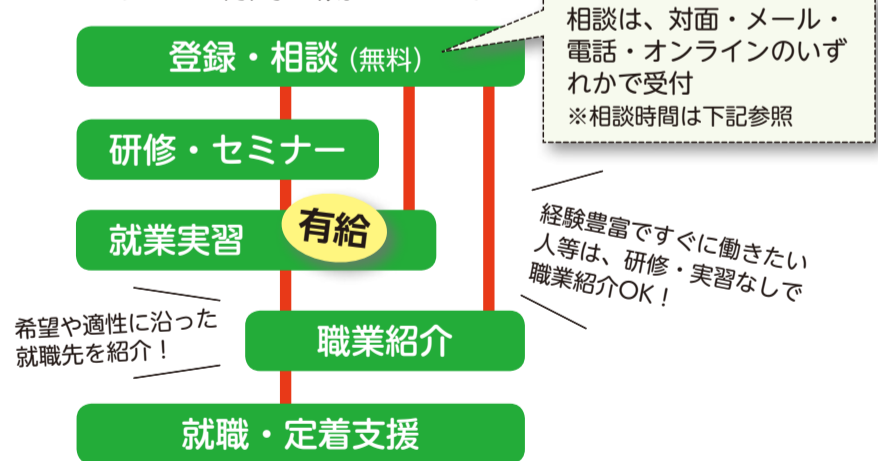 登録・相談 (無料)
相談は、対面・メール・
電話・オンラインのいず
れかで受付
※相談時間は下記参照
研修・セミナー
就業実習
有給
経験豊富ですぐに働きたい
人等は、研修・実習なしで
職業紹介OK！
希望や適性に沿った
就職先を紹介！
職業紹介
就職・定着支援